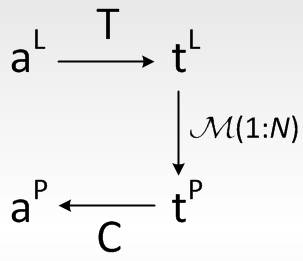 T
a^L t^L
ℳ(1:N)
a^P t^P
C